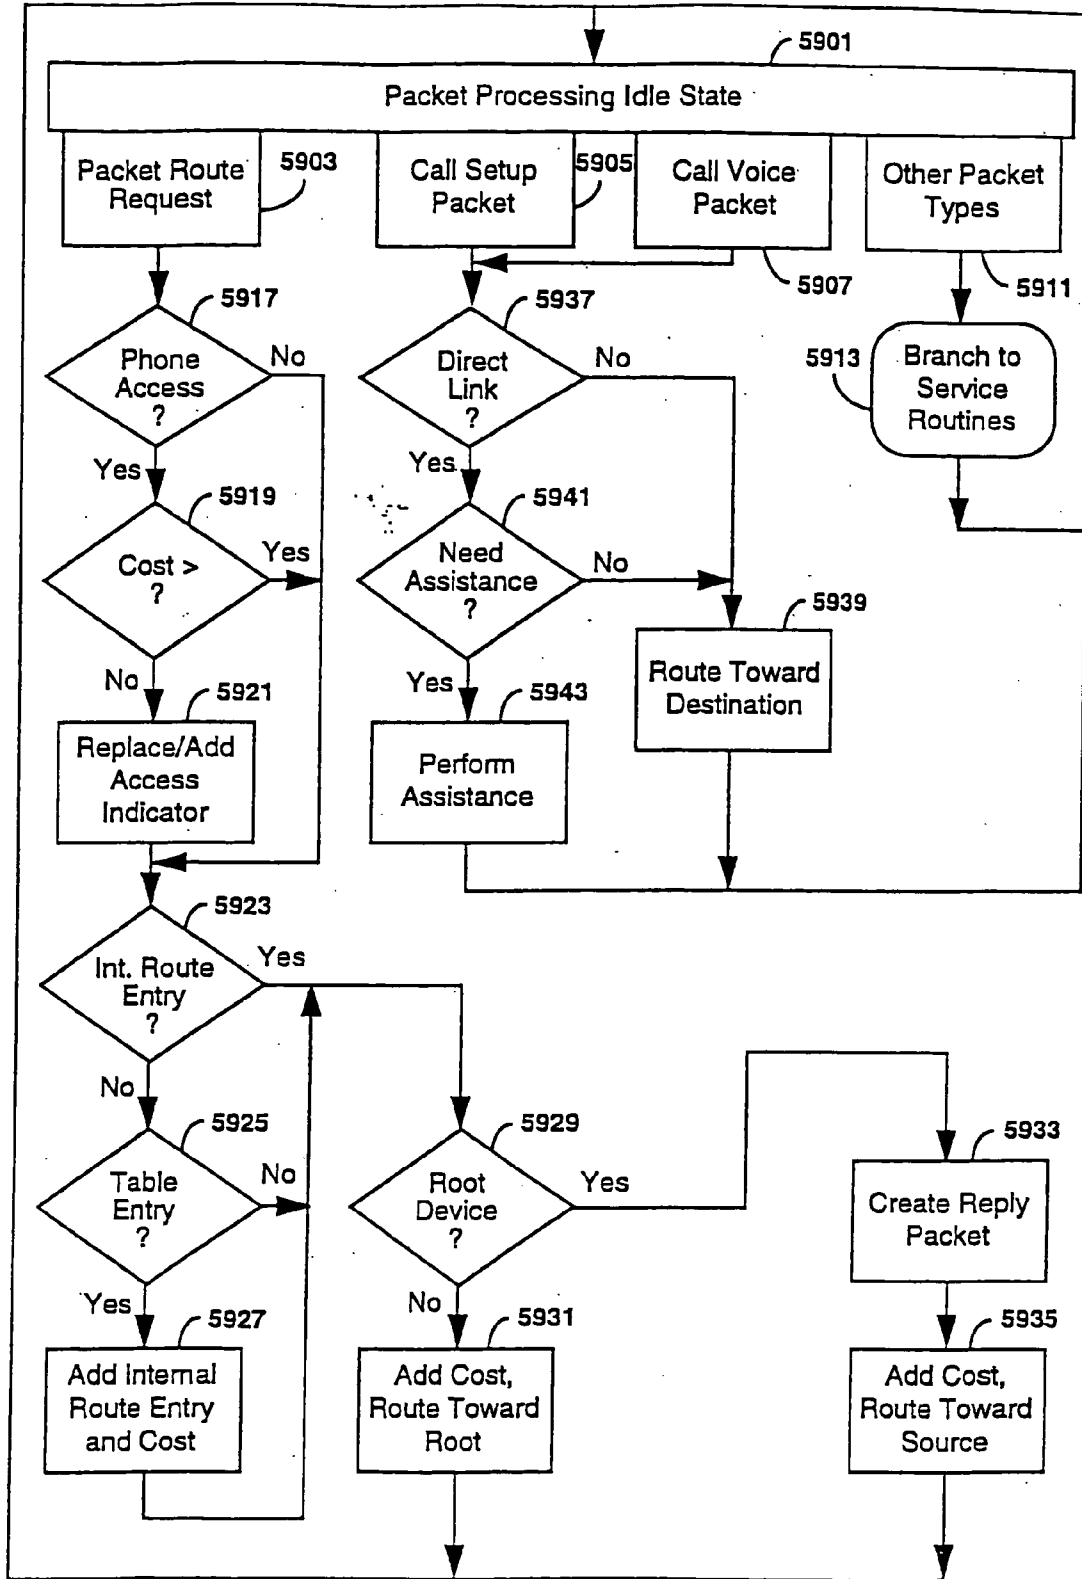 5901
Packet Processing Idle State
Packet Route
Request
5903
Call Setup
Packet
5905
Call Voice
Packet
5907
Other Packet
Types
5911
5917
Phone
Access
?
No
Yes
5937
Direct
Link
?
No
Yes
5913
Branch to
Service
Routines
5919
Cost >
?
Yes
No
5941
Need
Assistance
?
No
Yes
5939
Route Toward
Destination
5921
Replace/Add
Access
Indicator
5943
Perform
Assistance
5923
Int. Route
Entry
?
Yes
No
5925
Table
Entry
?
No
Yes
5929
Root
Device
?
Yes
No
5933
Create Reply
Packet
5927
Add Internal
Route Entry
and Cost
5931
Add Cost,
Route Toward
Root
5935
Add Cost,
Route Toward
Source